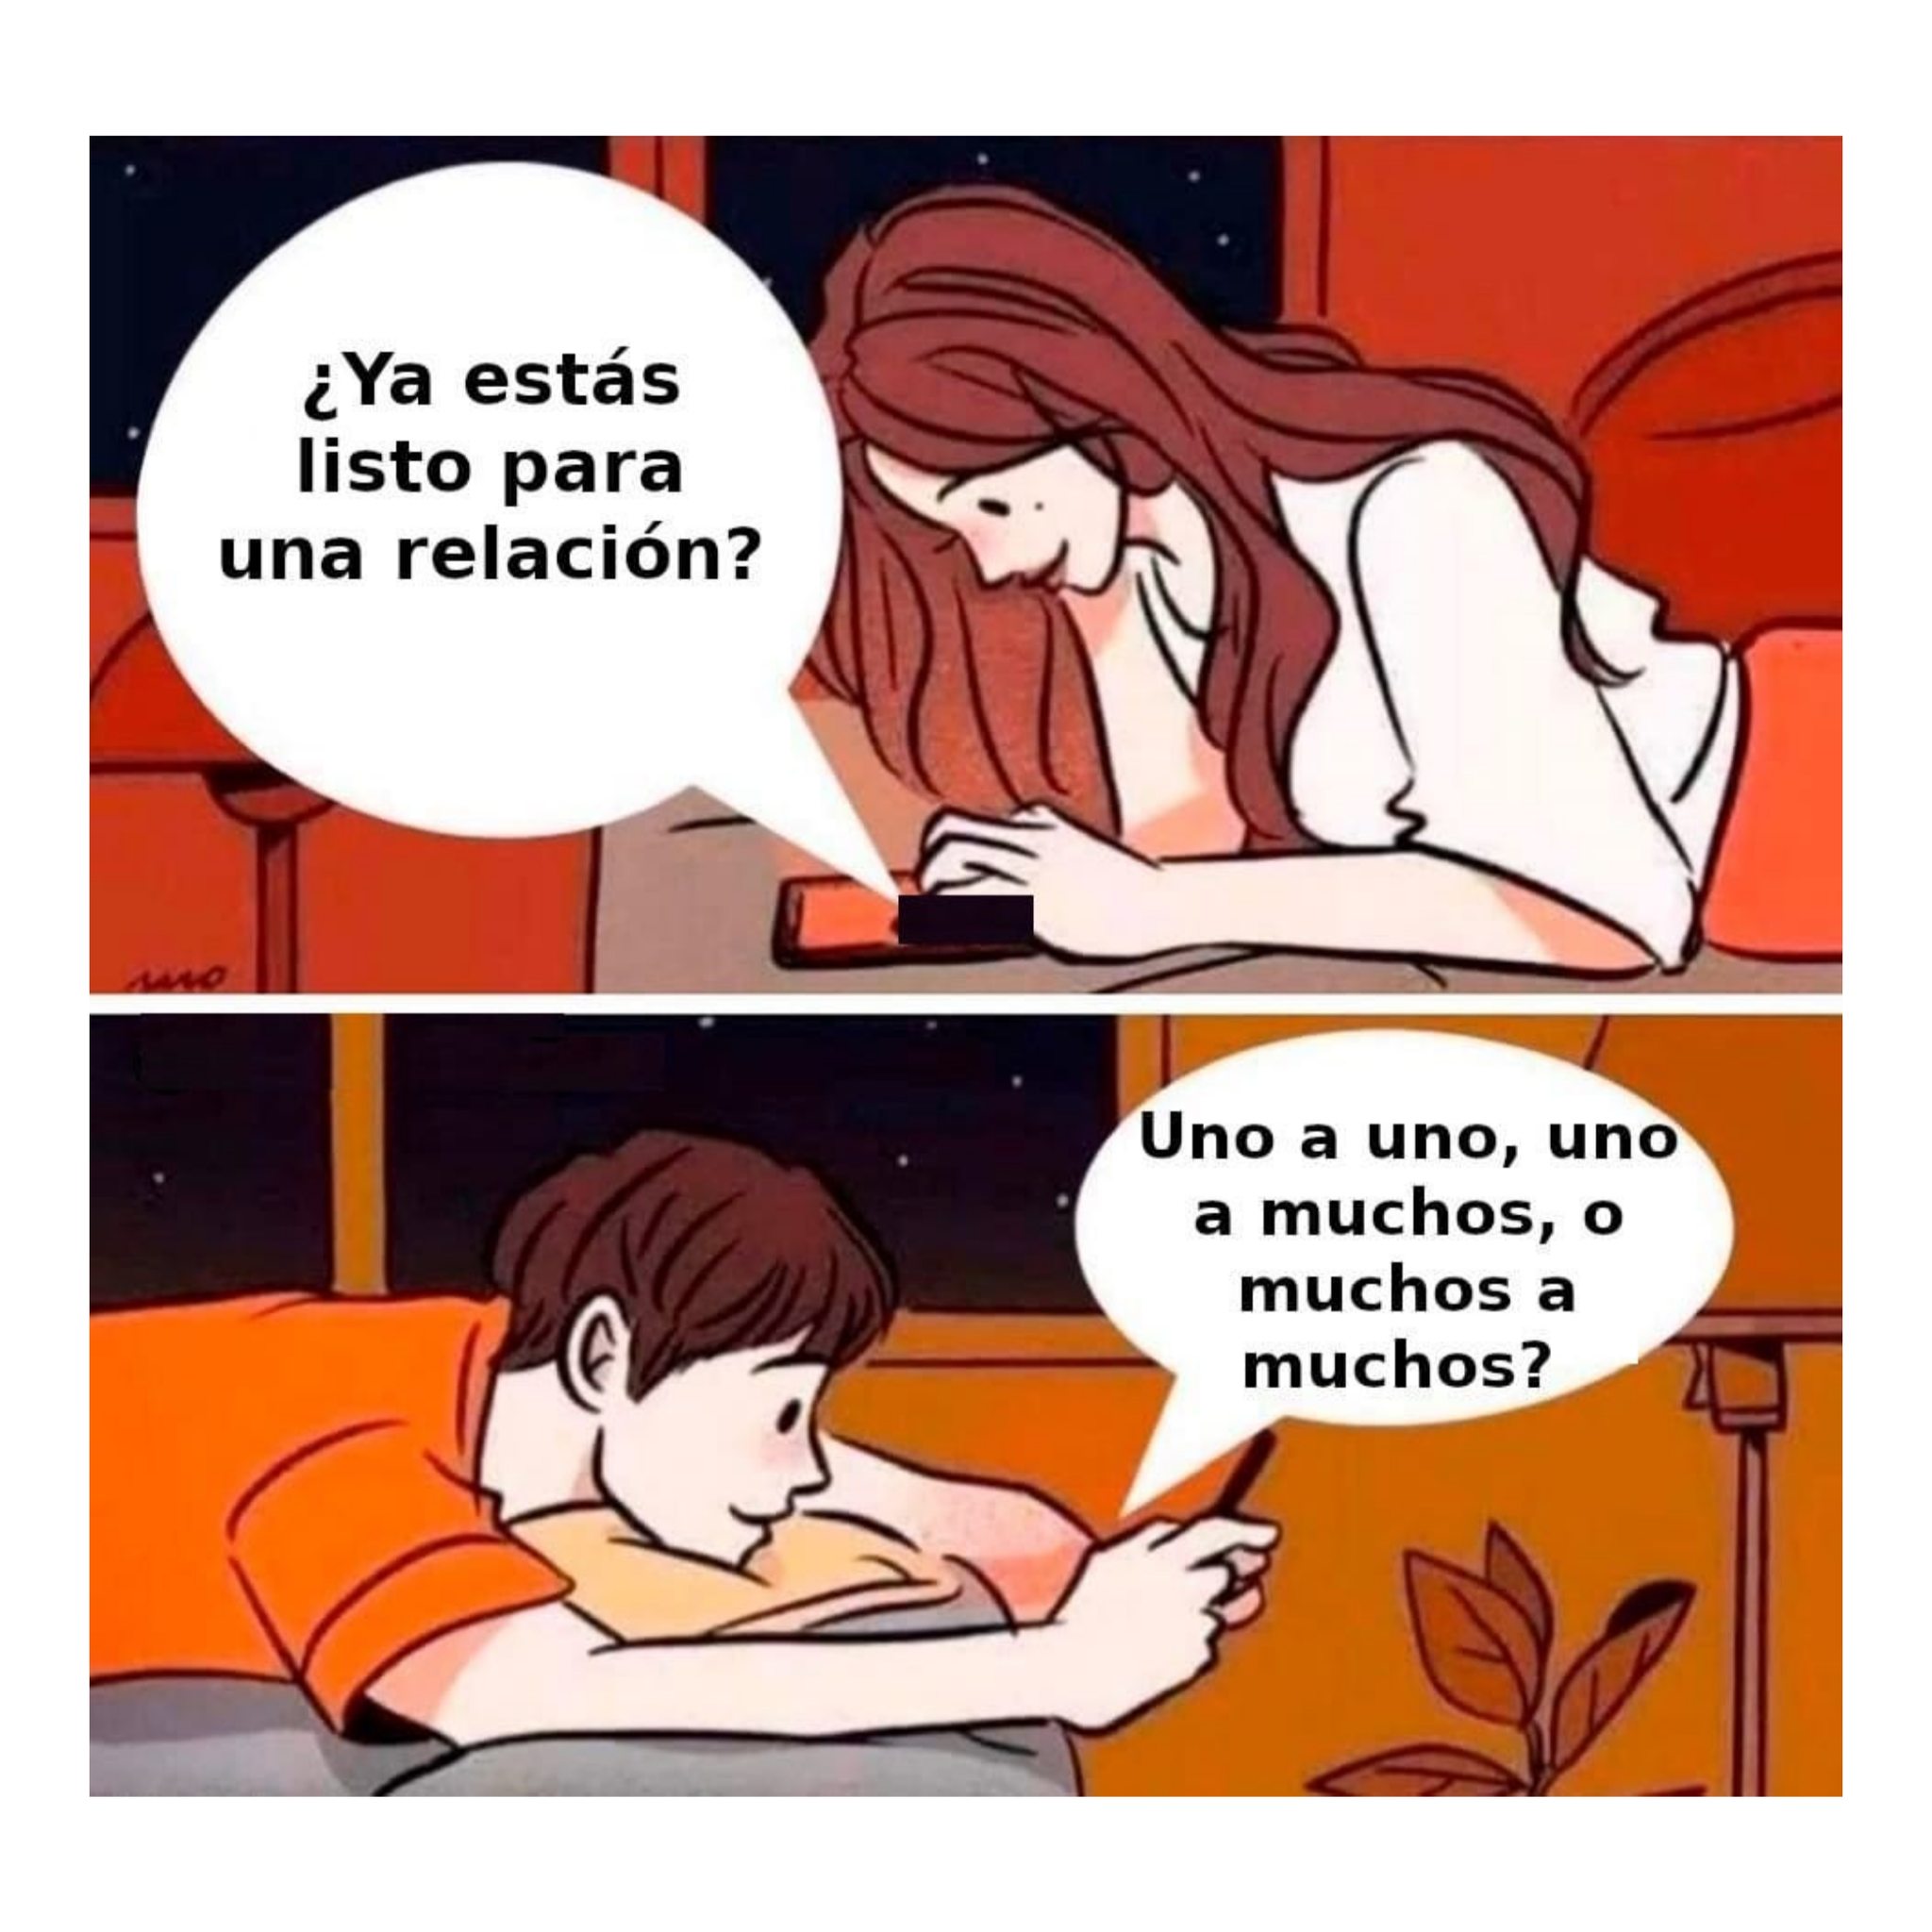 ¿Ya estás
listo para
una relación?
Uno a uno, uno
a muchos, o
muchos a
muchos?